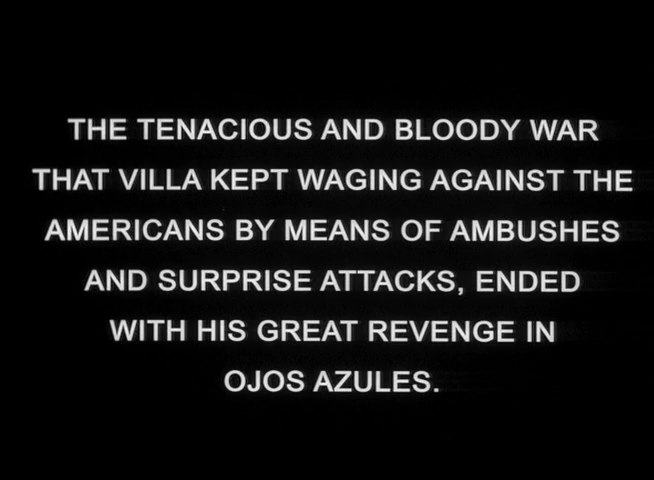 THE TENACIOUS AND BLOODY WAR
THAT VILLA KEPT WAGING AGAINST THE
AMERICANS BY MEANS OF AMBUSHES
AND SURPRISE ATTACKS, ENDED
WITH HIS GREAT REVENGE IN
OJOS AZULES.